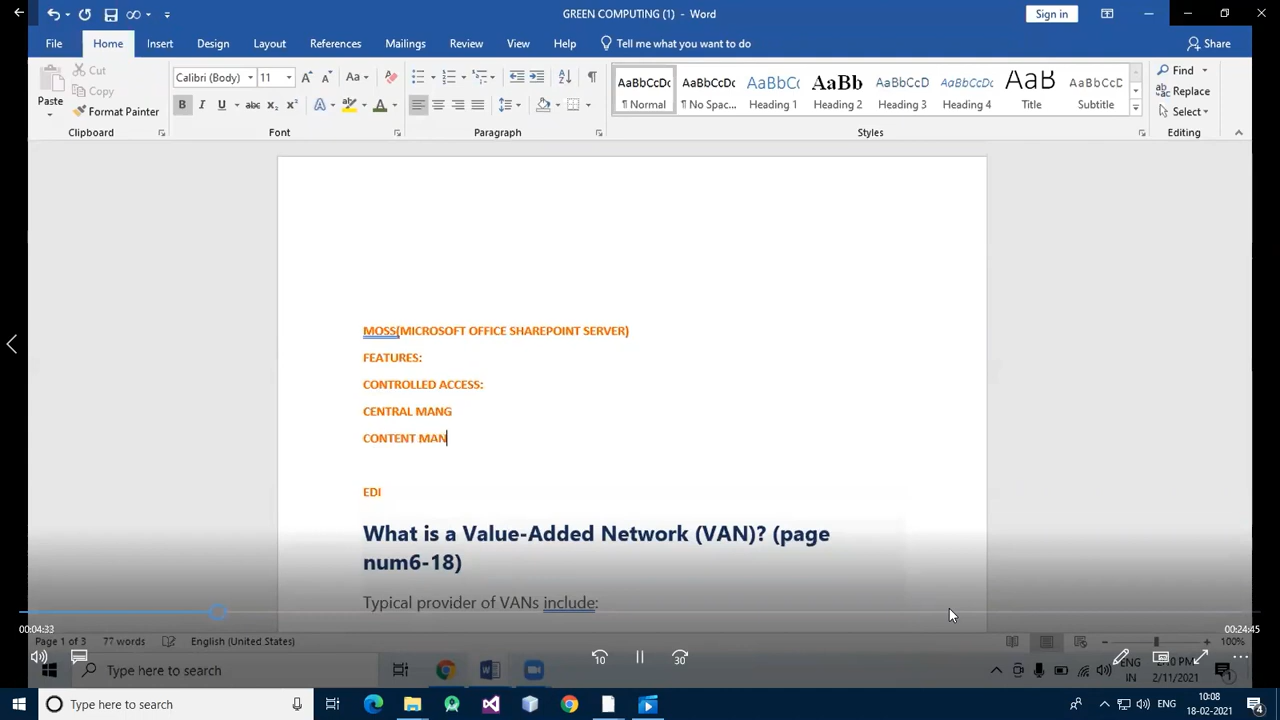 GREEN COMPUTING (1) - Word
Sign in
File Home Insert Design Layout References Mailings Review View Help Tell me what you want to do Share
Cut
Copy
Paste
Format Painter
Calibri (Body) 11
Clipboard Font Paragraph Styles Editing
AaBbCcDc AaBbCcDc AaBbCc AaBb AaBbCcD AaBbCcDc AaB AaBbCcC
¶ Normal ¶ No Spac... Heading 1 Heading 2 Heading 3 Heading 4 Title Subtitle
Find
Replace
Select
MOSS(MICROSOFT OFFICE SHAREPOINT SERVER)
FEATURES:
CONTROLLED ACCESS:
CENTRAL MANG
CONTENT MAN
EDI
What is a Value-Added Network (VAN)? (page
num6-18)
Typical provider of VANs include:
00:04:33 00:24:45
Page 1 of 3 77 words English (United States) 100%
10 30
Type here to search
ENG
IN
2/11/2021
Type here to search
ENG
10:08
18-02-2021